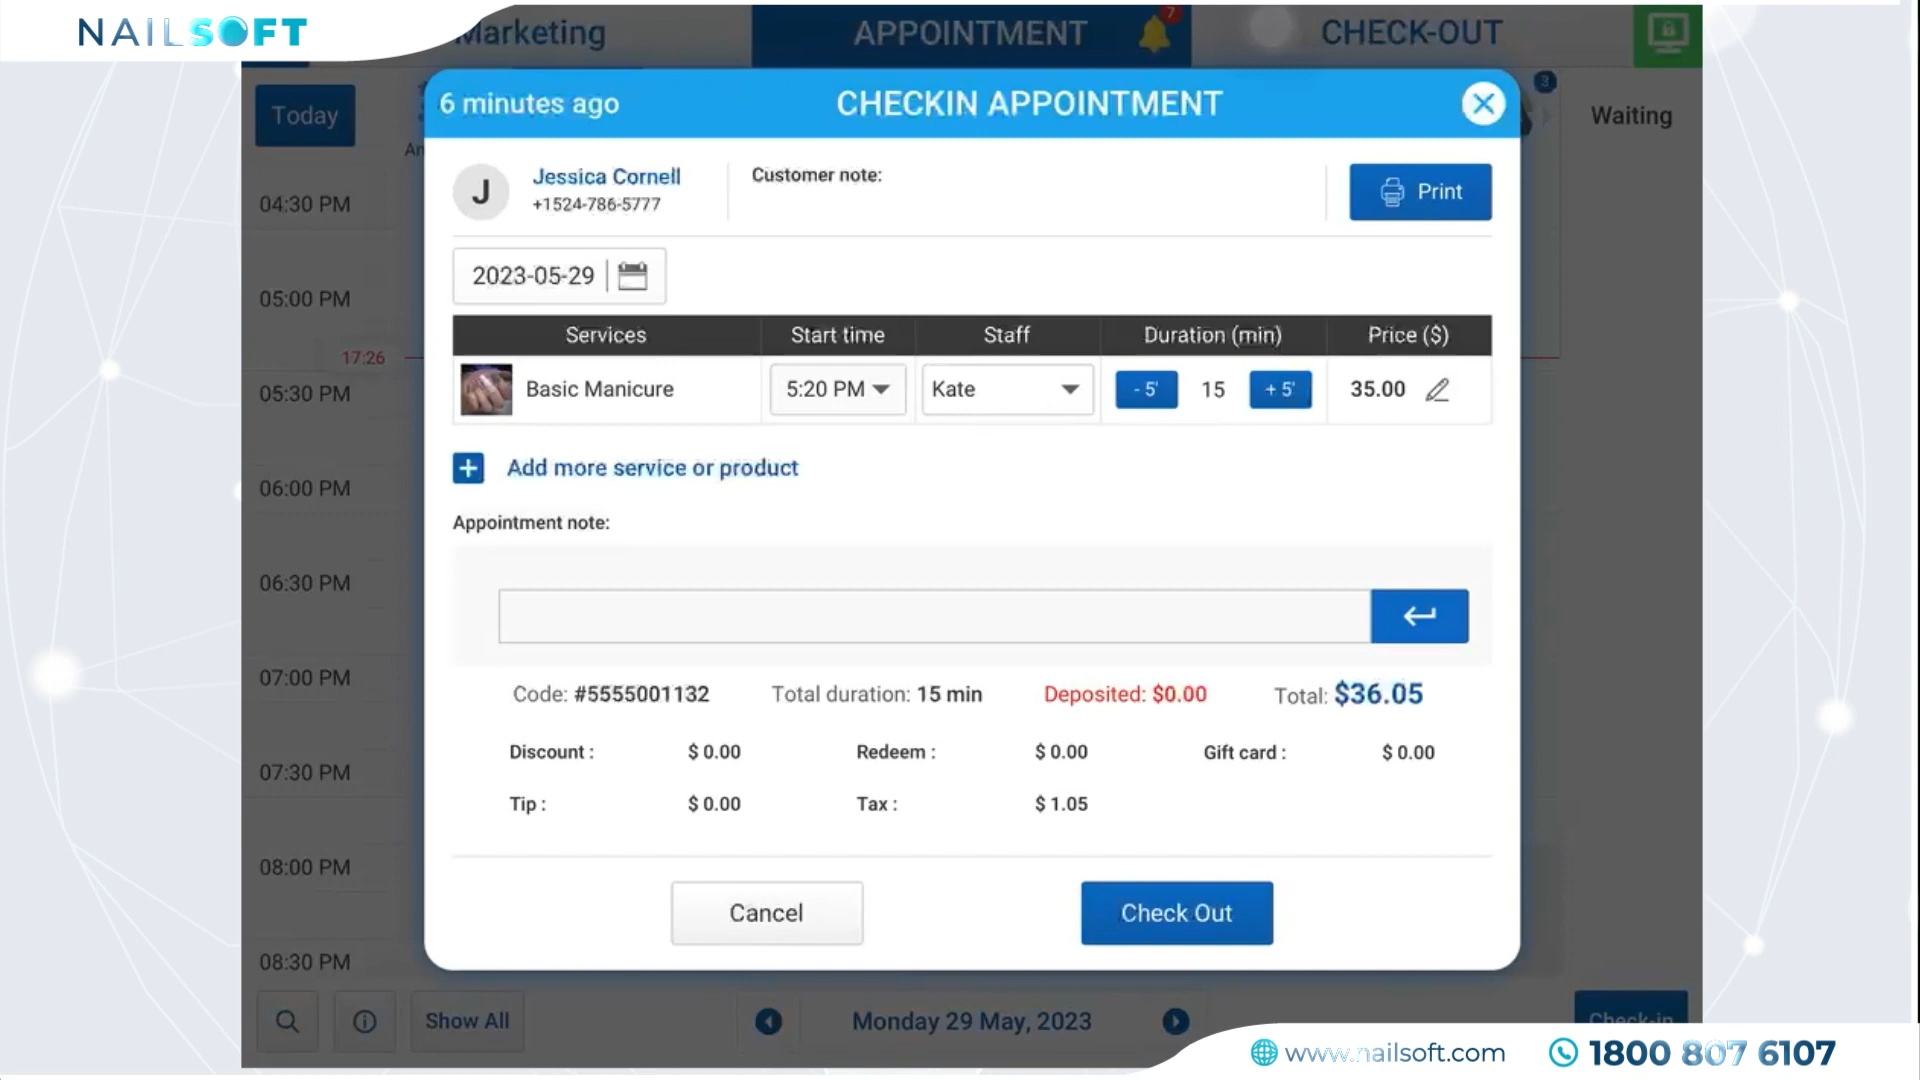 NAILSOFT
Marketing
APPOINTMENT
7
CHECK-OUT
Today
3
Waiting
6 minutes ago
CHECKIN APPOINTMENT
J
Jessica Cornell
+1524-786-5777
Customer note:
Print
2023-05-29
Services Start time Staff Duration (min) Price ($)
Basic Manicure 5:20 PM Kate - 5' 15 + 5' 35.00
Add more service or product
Appointment note:
Code: #5555001132 Total duration: 15 min Deposited: $0.00 Total: $36.05
Discount : $ 0.00 Redeem : $ 0.00 Gift card : $ 0.00
Tip : $ 0.00 Tax : $ 1.05
Cancel
Check Out
04:30 PM
05:00 PM
17:26
05:30 PM
06:00 PM
06:30 PM
07:00 PM
07:30 PM
08:00 PM
08:30 PM
Show All
Monday 29 May, 2023
Check-in
www.nailsoft.com
1800 807 6107